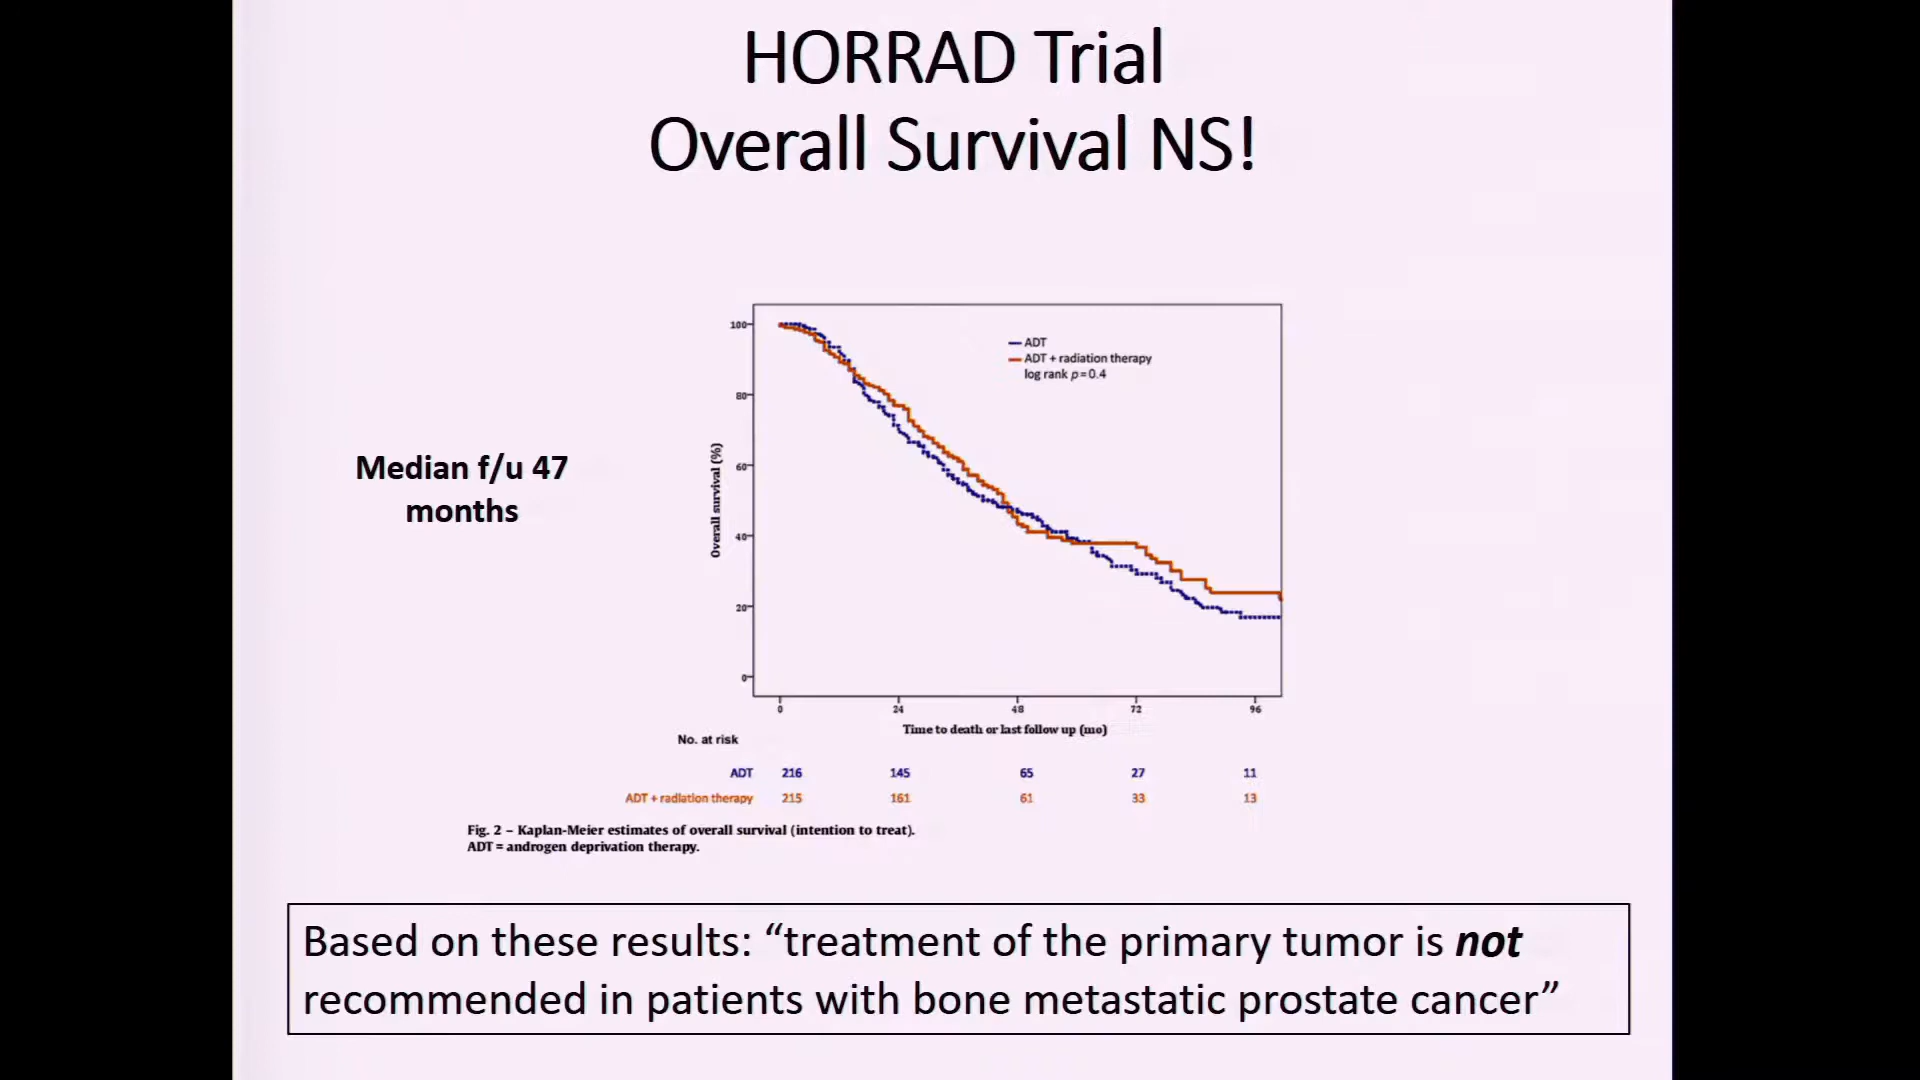 HORRAD Trial
Overall Survival NS!
Median f/u 47
months
Overall survival (%)
100
80
60
40
20
0
ADT
ADT + radiation therapy
log rank p = 0.4
0 24 48 72 96
Time to death or last follow up (mo)
No. at risk
ADT 216 145 65 27 11
ADT + radiation therapy 215 161 61 33 13
Fig. 2 – Kaplan-Meier estimates of overall survival (intention to treat).
ADT = androgen deprivation therapy.
Based on these results: “treatment of the primary tumor is not
recommended in patients with bone metastatic prostate cancer”